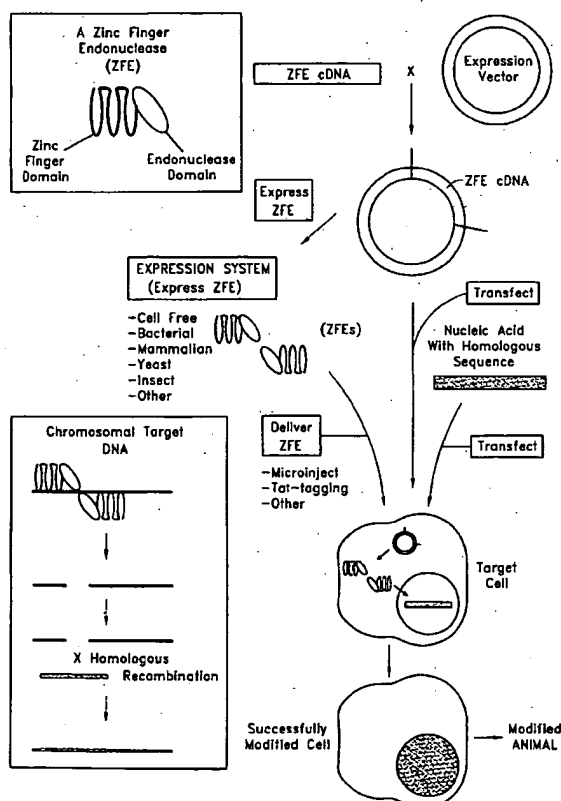 A Zinc Finger
Endonuclease
(ZFE)
Zinc
Finger
Domain
Endonuclease
Domain
ZFE cDNA
X
Expression
Vector
ZFE cDNA
Express
ZFE
EXPRESSION SYSTEM
(Express ZFE)
-Cell Free
-Bacterial
-Mammalian
-Yeast
-Insect
-Other
(ZFEs)
Transfect
Nucleic Acid
With Homologous
Sequence
Deliver
ZFE
-Microinject
-Tat-tagging
-Other
Transfect
Chromosomal Target
DNA
X Homologous
Recombination
Target
Cell
Successfully
Modified Cell
Modified
ANIMAL